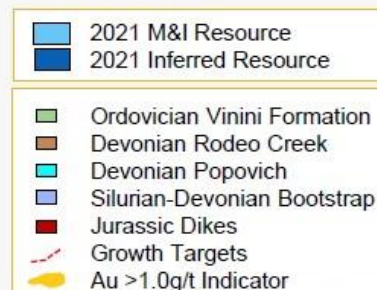 2021 M&I Resource
2021 Inferred Resource
Ordovician Vinini Formation
Devonian Rodeo Creek
Devonian Popovich
Silurian-Devonian Bootstrap
Jurassic Dikes
Growth Targets
Au >1.0g/t Indicator